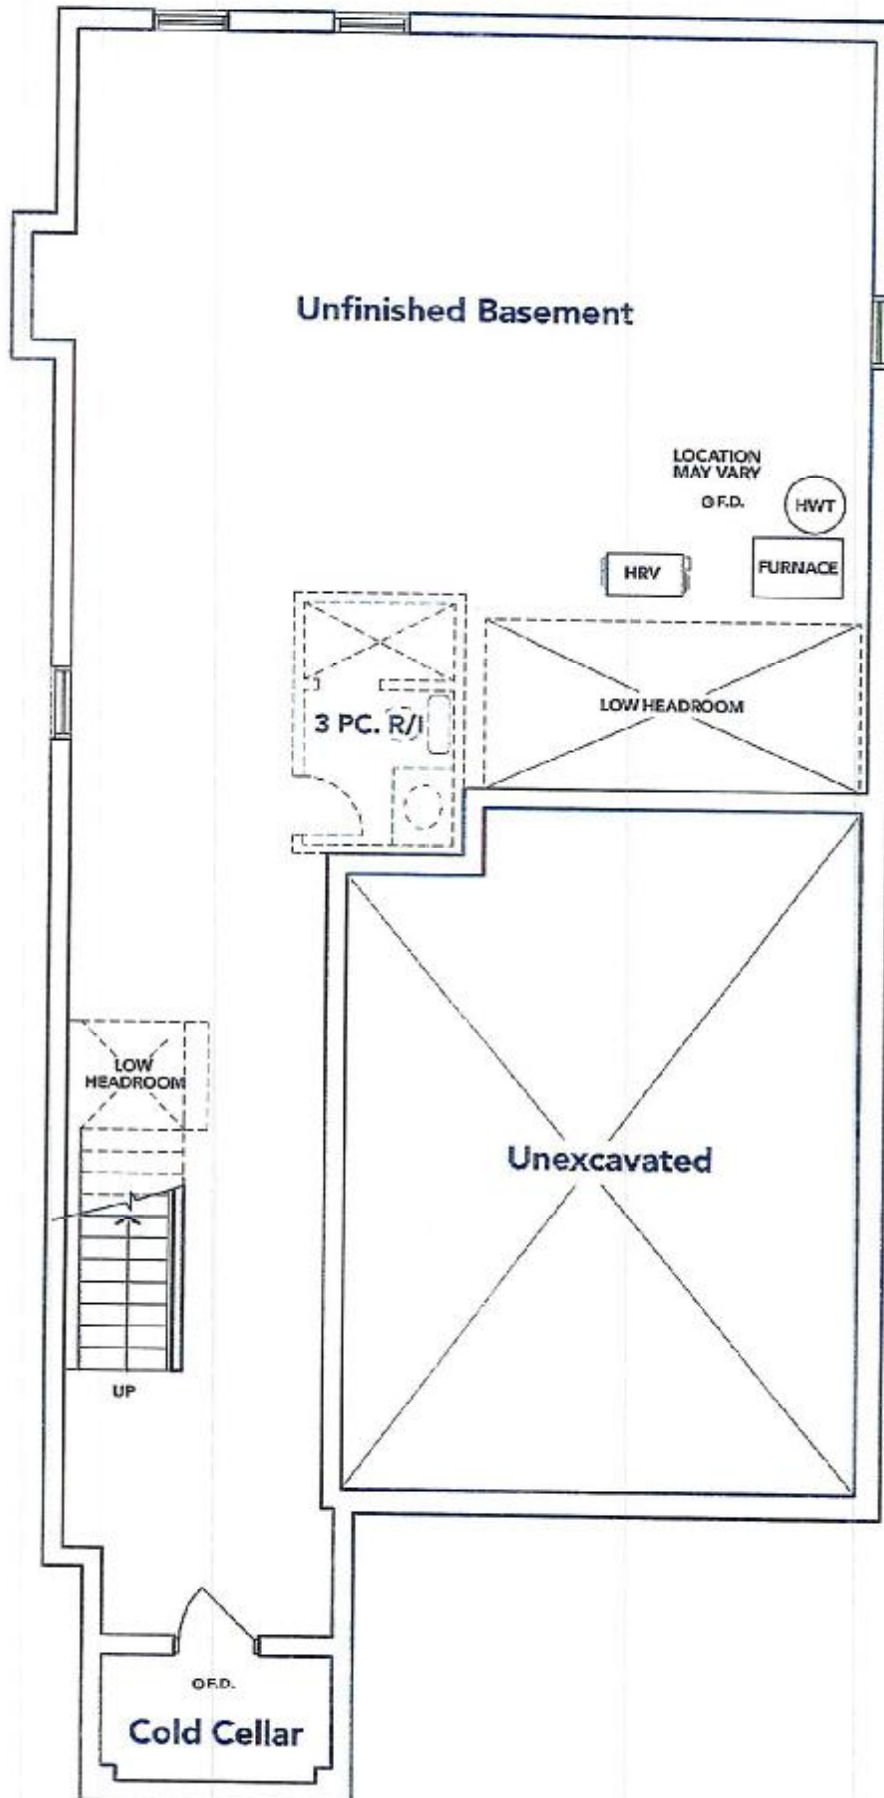 Unfinished Basement
LOCATION
MAY VARY
F.D.
HWT
HRV
FURNACE
LOW HEADROOM
3 PC. R/I
LOW
HEADROOM
Unexcavated
UP
F.D.
Cold Cellar